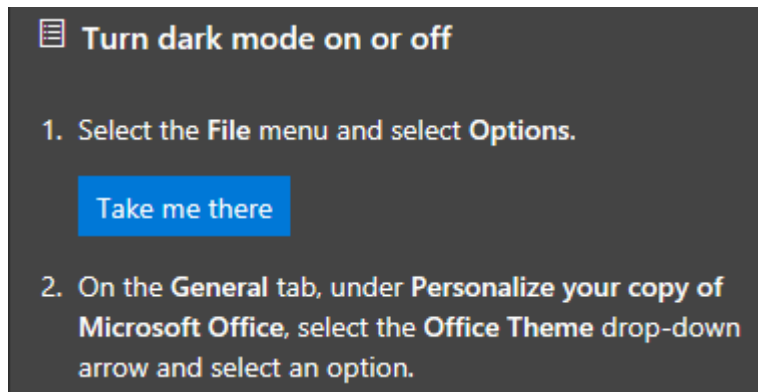 Turn dark mode on or off
1. Select the File menu and select Options.
Take me there
2. On the General tab, under Personalize your copy of
Microsoft Office, select the Office Theme drop-down
arrow and select an option.